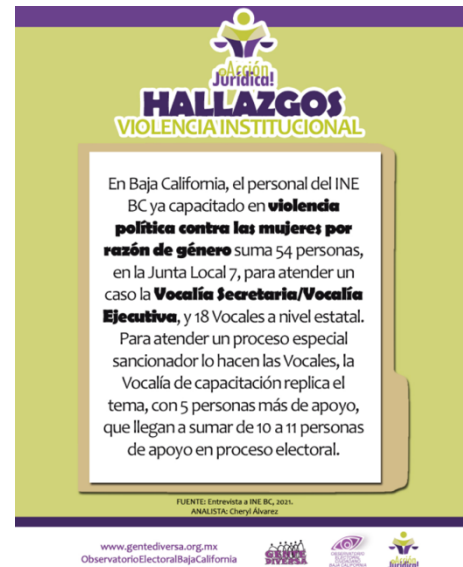 ¡Acción
Jurídica!
HALLAZGOS
VIOLENCIA INSTITUCIONAL
En Baja California, el personal del INE
BC ya capacitado en violencia
política contra las mujeres por
razón de género suma 54 personas,
en la Junta Local 7, para atender un
caso la Vocalía Secretaria/Vocalía
Ejecutiva, y 18 Vocales a nivel estatal.
Para atender un proceso especial
sancionador lo hacen las Vocales, la
Vocalía de capacitación replica el
tema, con 5 personas más de apoyo,
que llegan a sumar de 10 a 11 personas
de apoyo en proceso electoral.
FUENTE: Entrevista a INE BC, 2021.
ANALISTA: Cheryl Álvarez
www.gentediversa.org.mx
ObservatorioElectoralBajaCalifornia
GENTE
DIVERSA
OBSERVATORIO
ELECTORAL
CIUDADANO
BAJA CALIFORNIA
¡Acción
Jurídica!